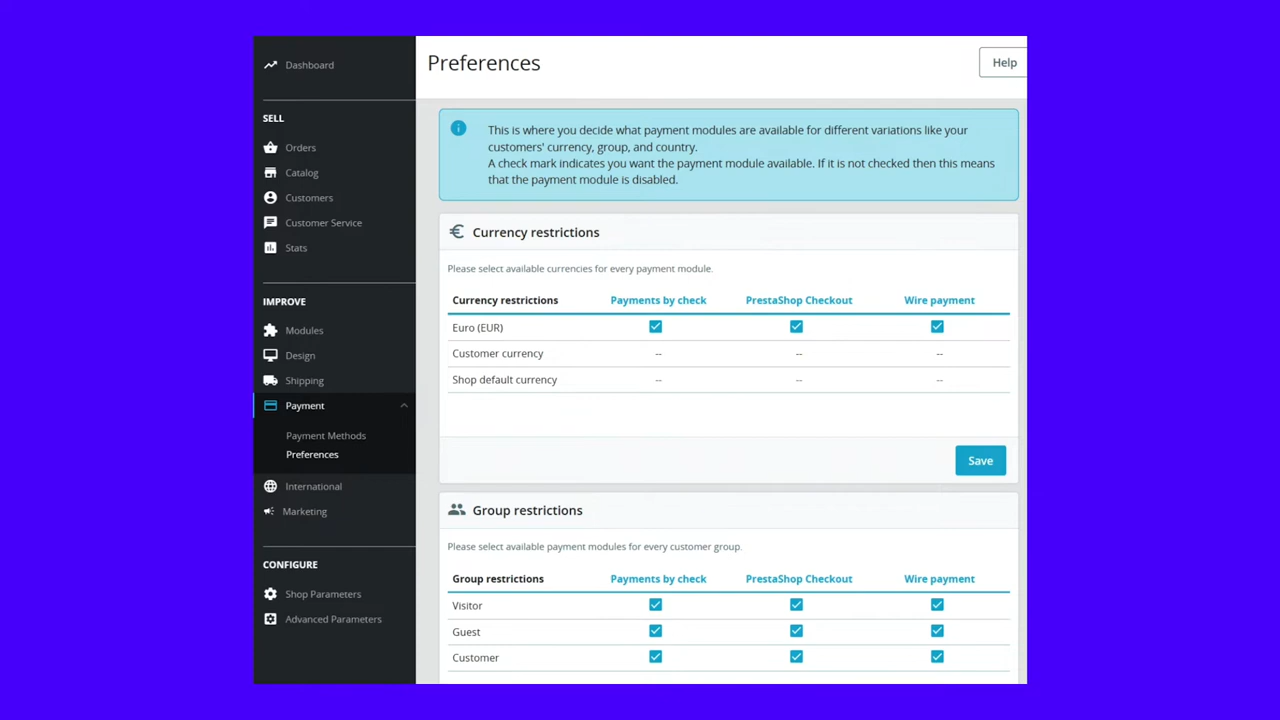 Dashboard
SELL
Orders
Catalog
Customers
Customer Service
Stats
IMPROVE
Modules
Design
Shipping
Payment
Payment Methods
Preferences
International
Marketing
CONFIGURE
Shop Parameters
Advanced Parameters
Preferences
Help
This is where you decide what payment modules are available for different variations like your
customers' currency, group, and country.
A check mark indicates you want the payment module available. If it is not checked then this means
that the payment module is disabled.
€ Currency restrictions
Please select available currencies for every payment module.
Currency restrictions Payments by check PrestaShop Checkout Wire payment
Euro (EUR)
Customer currency -- -- --
Shop default currency -- -- --
Save
Group restrictions
Please select available payment modules for every customer group.
Group restrictions Payments by check PrestaShop Checkout Wire payment
Visitor
Guest
Customer